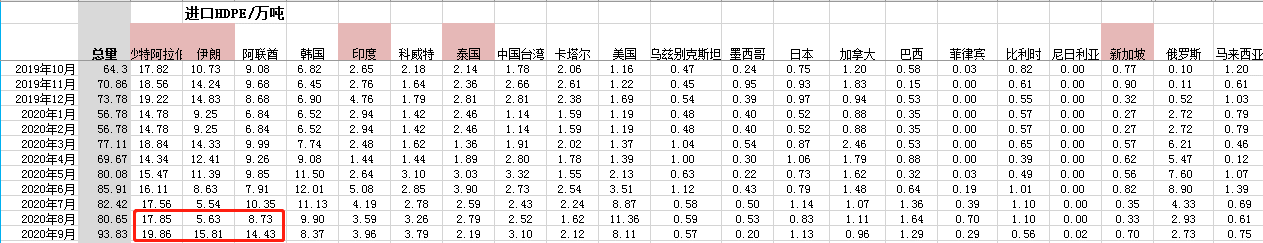 进口HDPE/万吨
总量 沙特阿拉伯 伊朗 阿联酋 韩国 印度 科威特 泰国 中国台湾 卡塔尔 美国 乌兹别克斯坦 墨西哥 日本 加拿大 巴西 菲律宾 比利时 尼日利亚 新加坡 俄罗斯 马来西亚
2019年10月 64.3 17.82 10.73 9.08 6.82 2.65 2.18 2.14 1.78 2.06 1.16 0.47 0.24 0.75 1.20 0.58 0.03 0.82 0.00 0.77 0.10 1.20
2019年11月 70.86 18.56 14.24 9.68 6.45 2.76 1.64 2.36 2.66 2.61 1.22 0.45 0.95 0.93 1.83 0.15 0.00 0.61 0.00 0.90 0.11 0.61
2019年12月 73.78 19.22 14.83 8.68 6.90 4.76 1.79 2.81 2.81 2.38 1.69 0.54 0.39 0.97 0.94 0.53 0.00 0.55 0.00 0.32 0.52 1.03
2020年1月 56.78 14.78 9.25 6.84 6.52 2.94 1.42 2.46 1.14 1.59 1.19 0.48 0.40 0.52 0.88 0.35 0.00 0.57 0.00 0.27 2.72 0.79
2020年2月 56.78 14.78 9.25 6.84 6.52 2.94 1.42 2.46 1.14 1.59 1.19 0.48 0.40 0.52 0.88 0.35 0.00 0.57 0.00 0.27 2.72 0.79
2020年3月 77.11 18.84 14.33 9.99 7.74 2.48 1.62 1.36 1.91 2.02 1.37 1.04 0.54 0.87 2.46 0.53 0.00 0.65 0.00 0.57 6.21 0.46
2020年4月 69.67 14.34 12.41 9.26 9.08 1.44 1.44 1.89 2.80 1.78 1.39 1.00 0.30 1.06 1.79 0.88 0.00 0.39 0.00 0.62 5.47 0.12
2020年5月 80.08 15.47 11.39 9.85 11.50 2.64 3.10 3.03 3.32 1.55 2.13 0.63 0.22 0.73 1.62 0.32 0.03 0.49 0.00 0.56 7.60 1.07
2020年6月 85.91 16.11 8.63 7.91 12.01 5.08 2.85 3.90 2.73 2.54 3.51 1.12 0.43 0.79 1.48 0.64 0.19 1.01 0.00 0.82 8.90 1.39
2020年7月 82.42 17.56 5.54 10.35 11.13 4.19 2.78 2.59 2.43 2.24 8.87 0.58 0.50 1.14 1.07 1.36 0.39 1.10 0.00 0.35 4.33 0.69
2020年8月 80.65 17.85 5.63 8.73 9.90 3.59 3.26 2.79 2.52 1.62 11.36 0.59 0.53 0.83 1.11 1.64 0.70 1.10 0.00 0.33 2.93 0.61
2020年9月 93.83 19.86 15.81 14.43 8.37 3.96 3.79 2.19 3.10 2.12 8.11 0.57 0.20 1.13 0.96 1.29 0.29 0.56 0.02 0.70 2.73 0.75